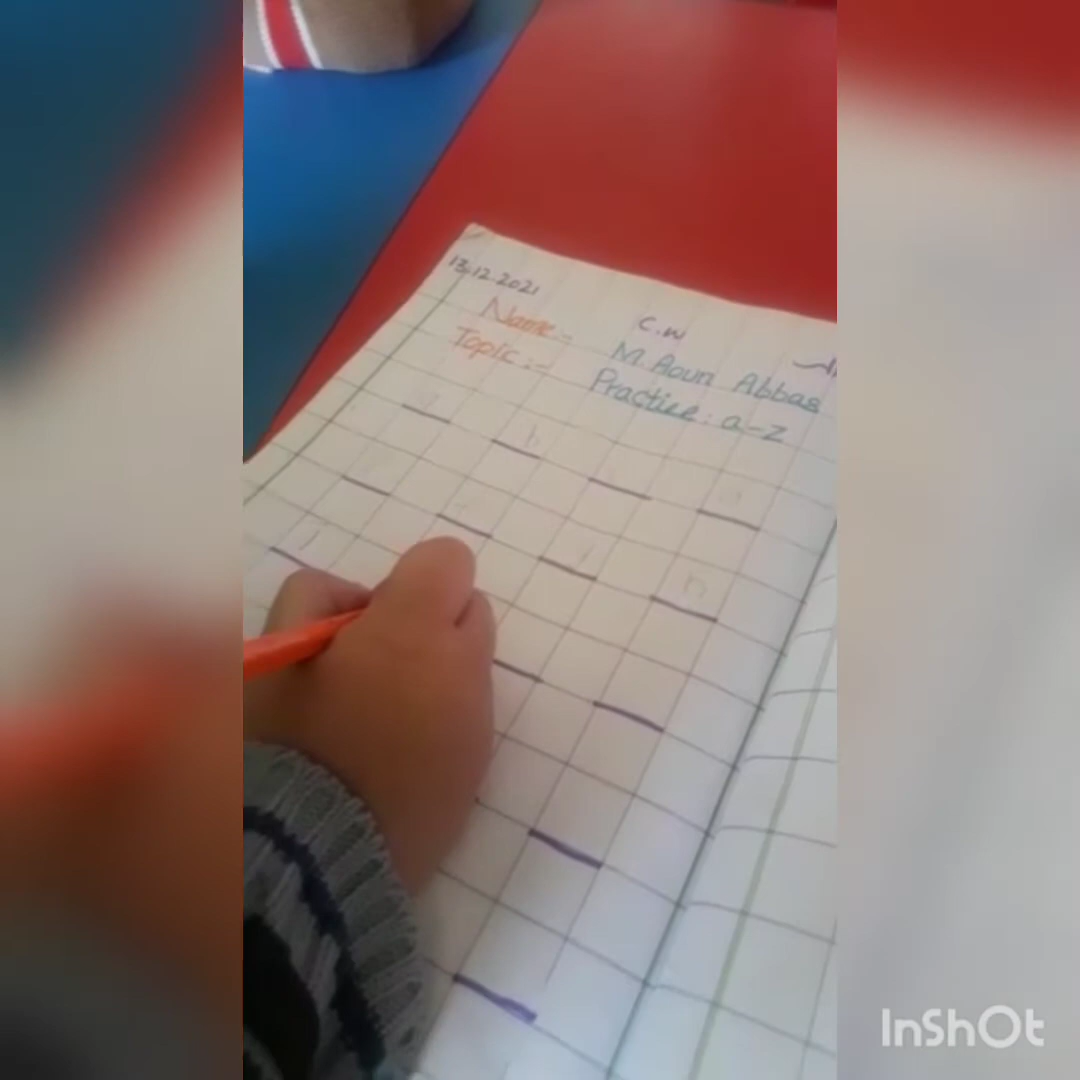 13.12.2021
C.W
Name:- M. Aoun Abbas
Topic:- Practice: a-z
h
n
InShOt